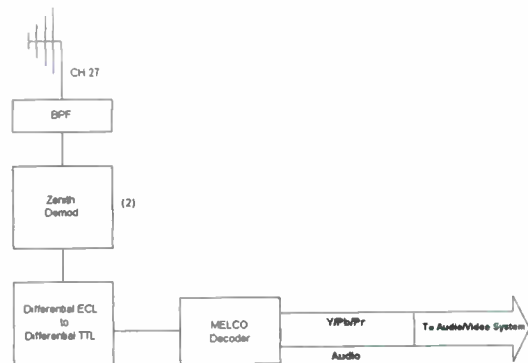 CH 27
BPF
Zenith
Demod
(2)
Differential ECL
to
Differential TTL
MELCO
Decoder
Y/Pb/Pr
To Audio/Video System
Audio